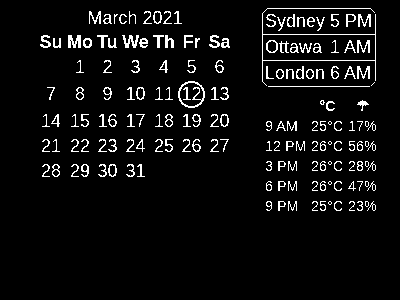 March 2021
Su Mo Tu We Th Fr Sa
1 2 3 4 5 6
7 8 9 10 11 12 13
14 15 16 17 18 19 20
21 22 23 24 25 26 27
28 29 30 31
Sydney 5 PM
Ottawa 1 AM
London 6 AM
°C ☂
9 AM 25°C 17%
12 PM 26°C 56%
3 PM 26°C 28%
6 PM 26°C 47%
9 PM 25°C 23%